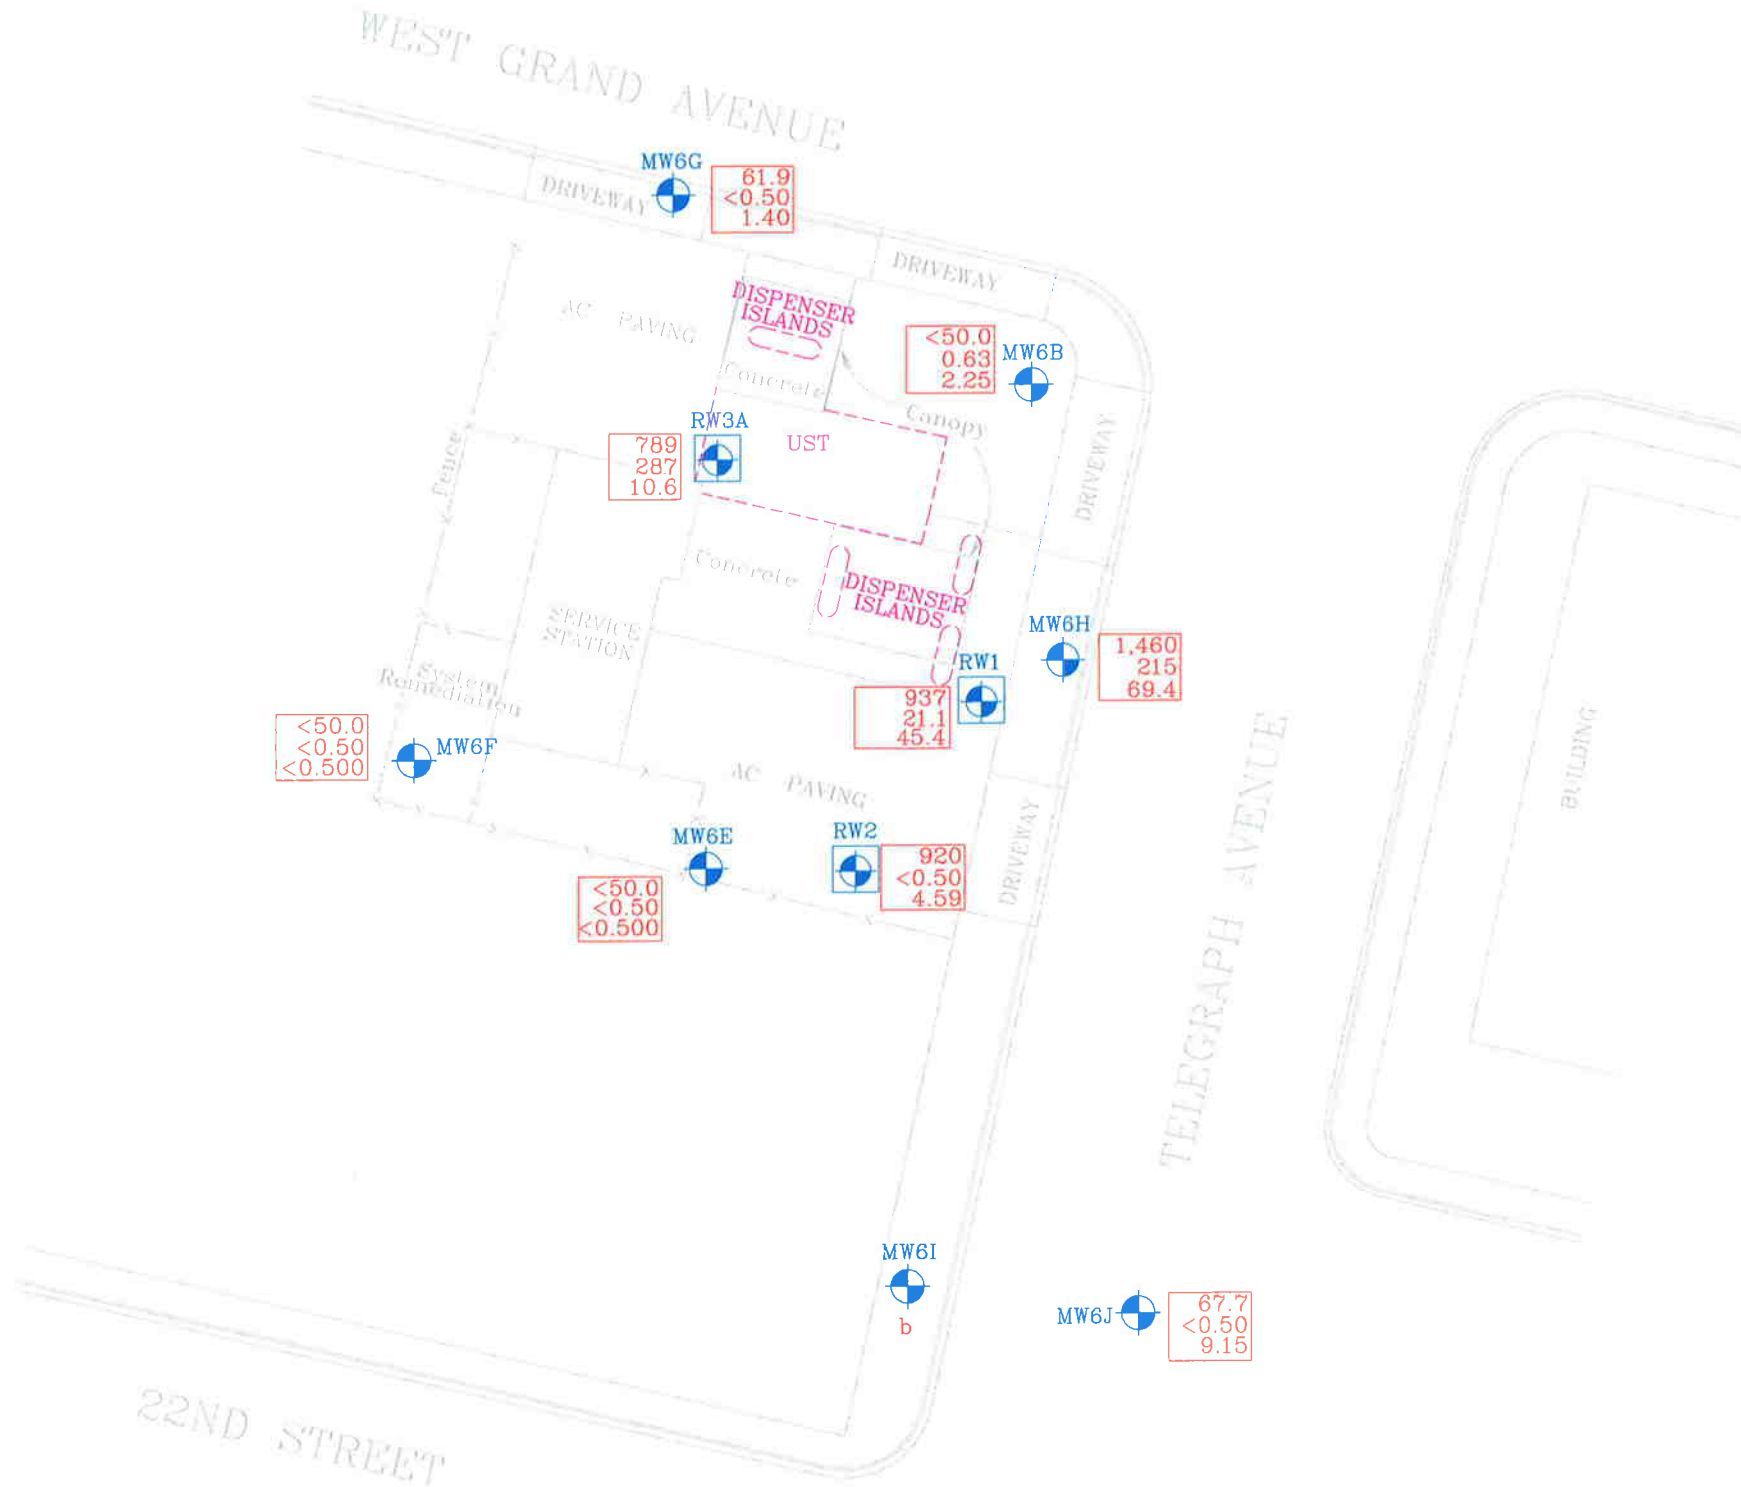 WEST GRAND AVENUE
MW6G
61.9
<0.50
1.40
DRIVEWAY
DRIVEWAY
AC PAVING
DISPENSER
ISLANDS
Concrete
<50.0
0.63
2.25
MW6B
Canopy
DRIVEWAY
RW3A
789
287
10.6
UST
Fence
Concrete
DISPENSER
ISLANDS
SERVICE
STATION
MW6H
1,460
215
69.4
RW1
937
21.1
45.4
System
Remediation
<50.0
<0.50
<0.500
MW6F
AC PAVING
MW6E
<50.0
<0.50
<0.500
RW2
920
<0.50
4.59
DRIVEWAY
TELEGRAPH AVENUE
BUILDING
MW6I
b
MW6J
67.7
<0.50
9.15
22ND STREET